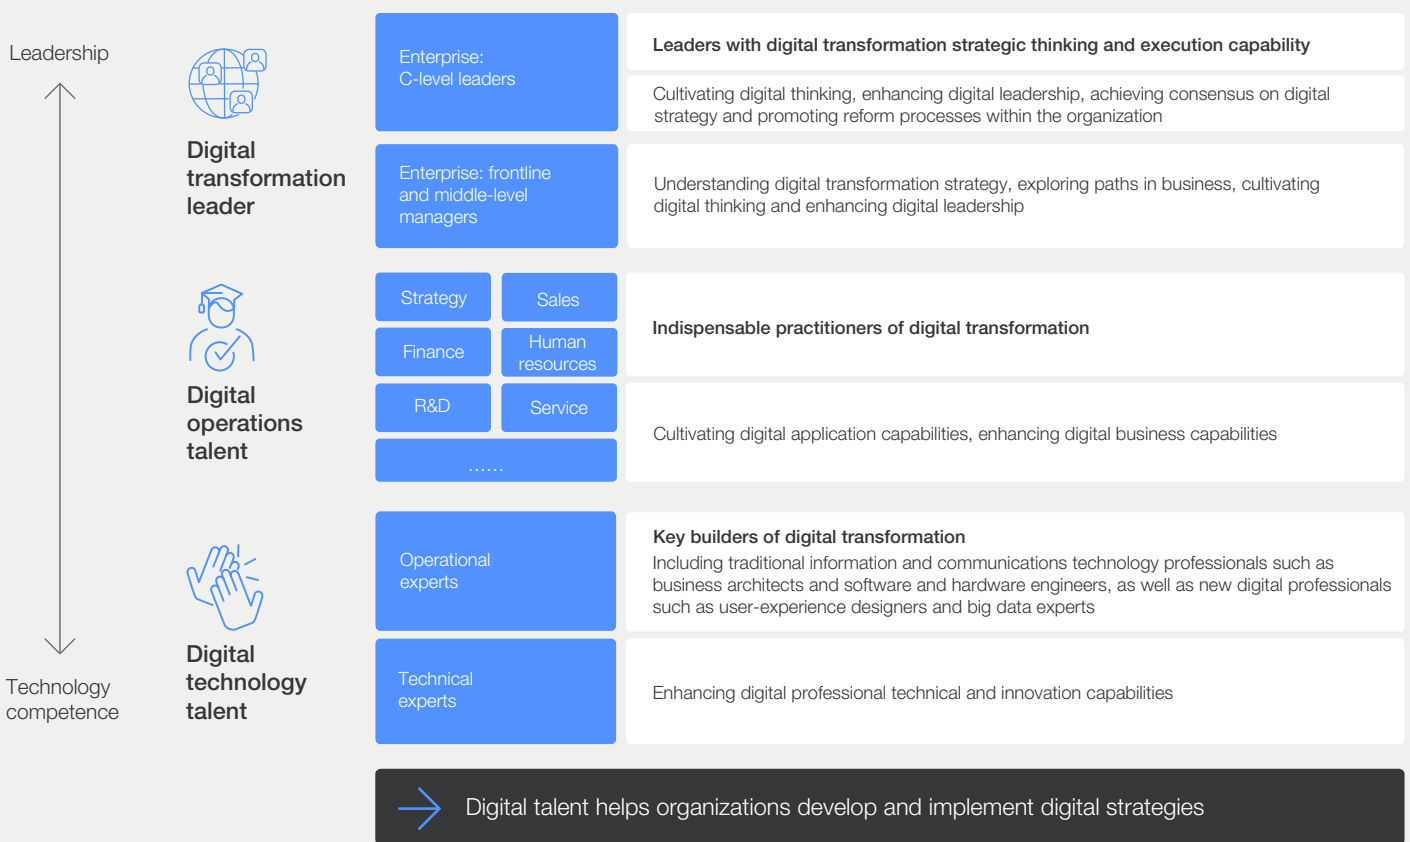 Leadership
Digital
transformation
leader
Enterprise:
C-level leaders
Leaders with digital transformation strategic thinking and execution capability
Cultivating digital thinking, enhancing digital leadership, achieving consensus on digital
strategy and promoting reform processes within the organization
Enterprise: frontline
and middle-level
managers
Understanding digital transformation strategy, exploring paths in business, cultivating
digital thinking and enhancing digital leadership
Digital
operations
talent
Strategy
Sales
Finance
Human
resources
R&D
Service
......
Indispensable practitioners of digital transformation
Cultivating digital application capabilities, enhancing digital business capabilities
Digital
technology
talent
Operational
experts
Key builders of digital transformation
Including traditional information and communications technology professionals such as
business architects and software and hardware engineers, as well as new digital professionals
such as user-experience designers and big data experts
Technical
experts
Enhancing digital professional technical and innovation capabilities
Technology
competence
Digital talent helps organizations develop and implement digital strategies